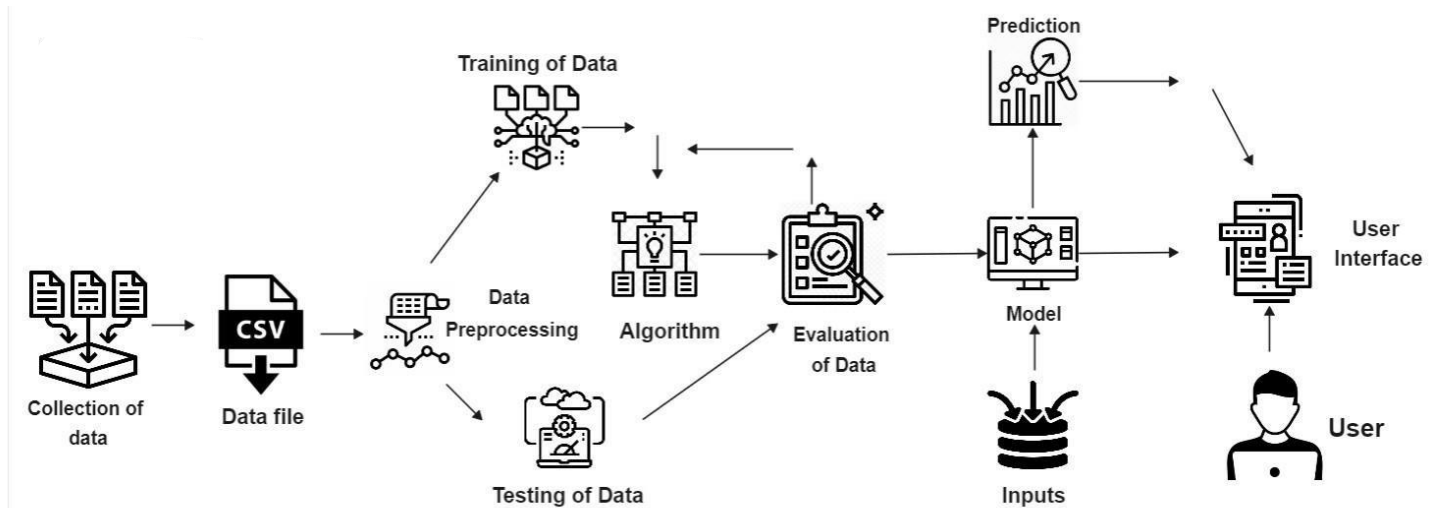 Prediction
Training of Data
User
Interface
Data
Preprocessing
CSV
Algorithm
Evaluation
of Data
Model
Collection of
data
Data file
User
Testing of Data
Inputs